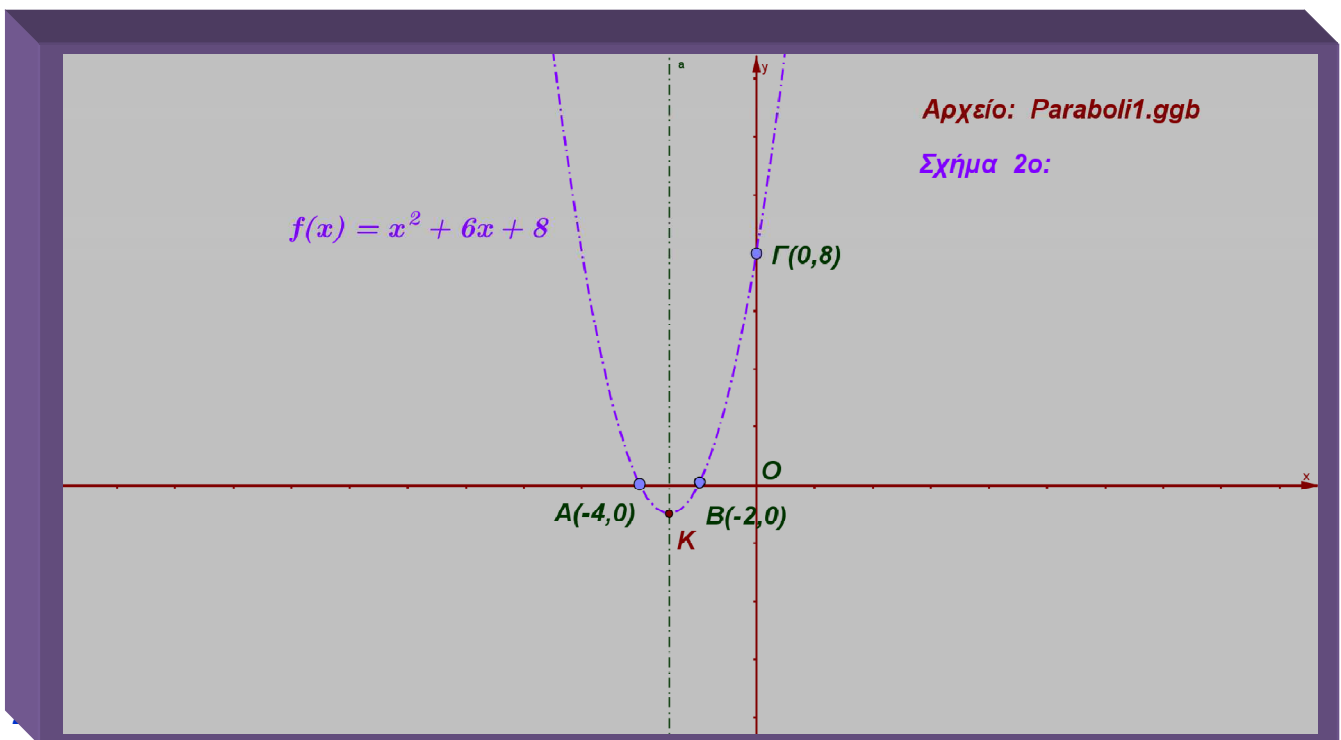 a
y
Αρχείο: Paraboli1.ggb
Σχήμα 2ο:
f(x) = x² + 6x + 8
Γ(0,8)
Ο
x
Α(-4,0)
Β(-2,0)
Κ